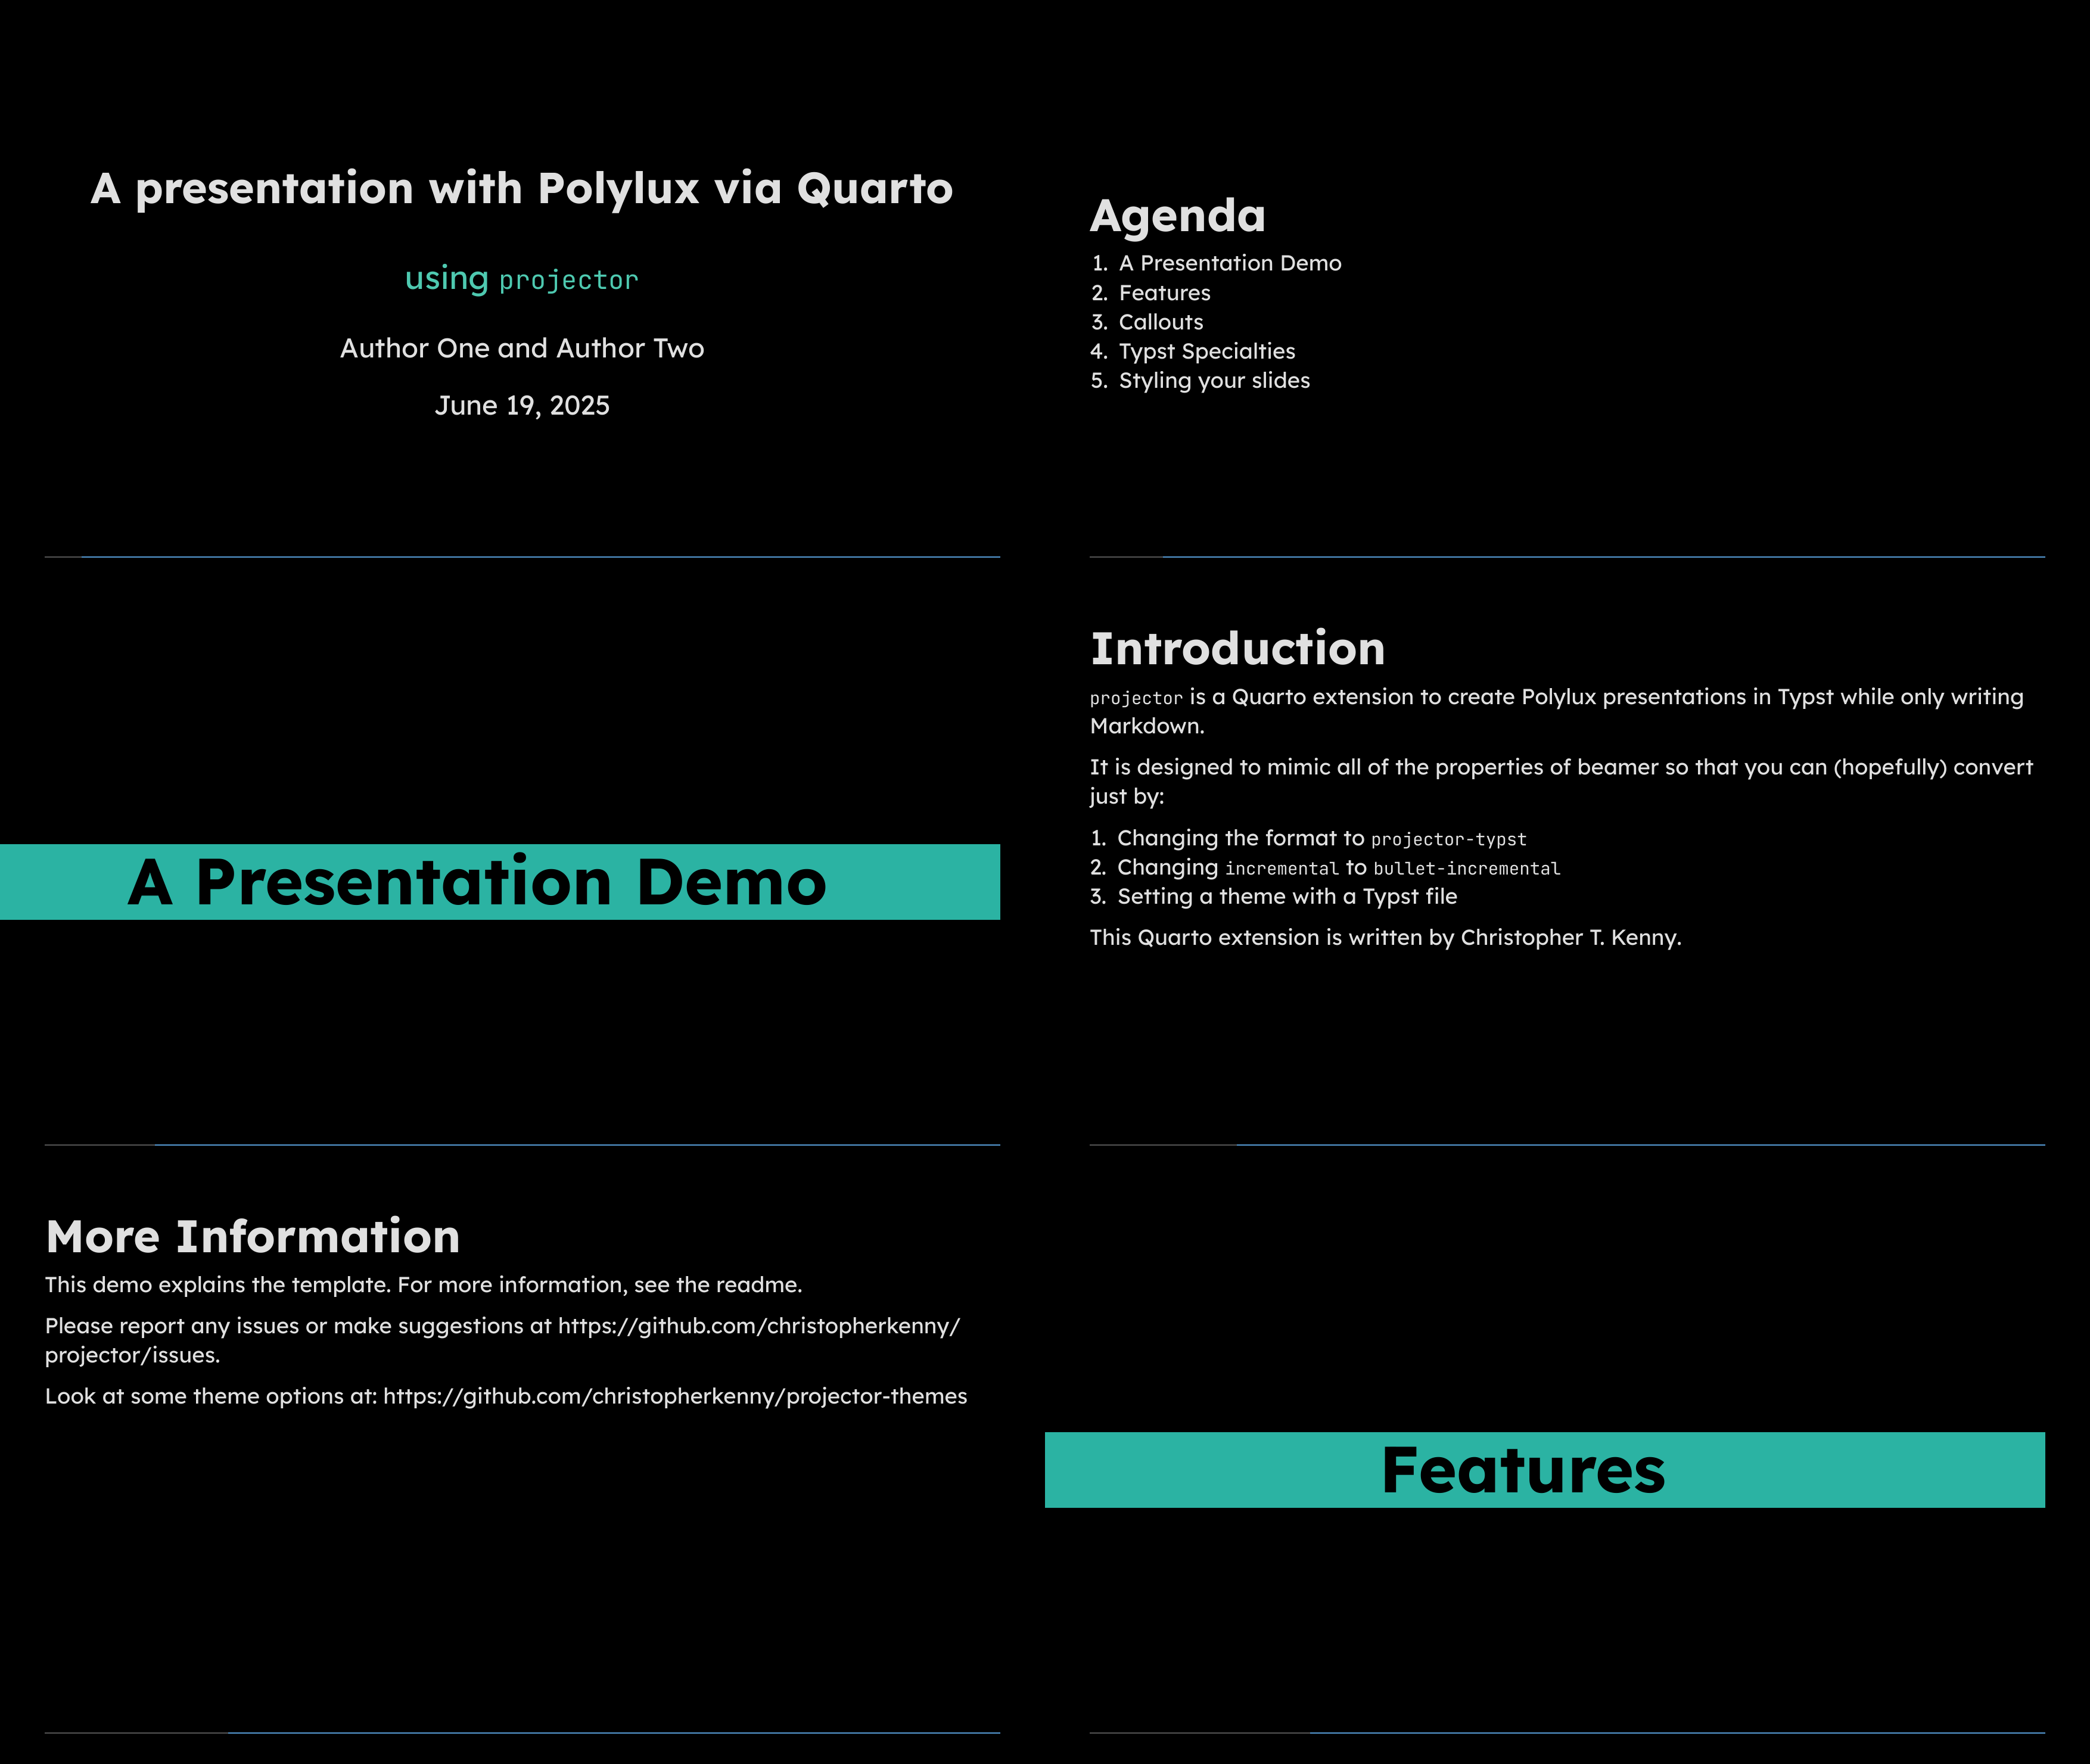 A presentation with Polylux via Quarto
using projector
Author One and Author Two
June 19, 2025
Agenda
1. A Presentation Demo
2. Features
3. Callouts
4. Typst Specialties
5. Styling your slides
A Presentation Demo
Introduction
projector is a Quarto extension to create Polylux presentations in Typst while only writing
Markdown.
It is designed to mimic all of the properties of beamer so that you can (hopefully) convert
just by:
1. Changing the format to projector-typst
2. Changing incremental to bullet-incremental
3. Setting a theme with a Typst file
This Quarto extension is written by Christopher T. Kenny.
More Information
This demo explains the template. For more information, see the readme.
Please report any issues or make suggestions at https://github.com/christopherkenny/
projector/issues.
Look at some theme options at: https://github.com/christopherkenny/projector-themes
Features